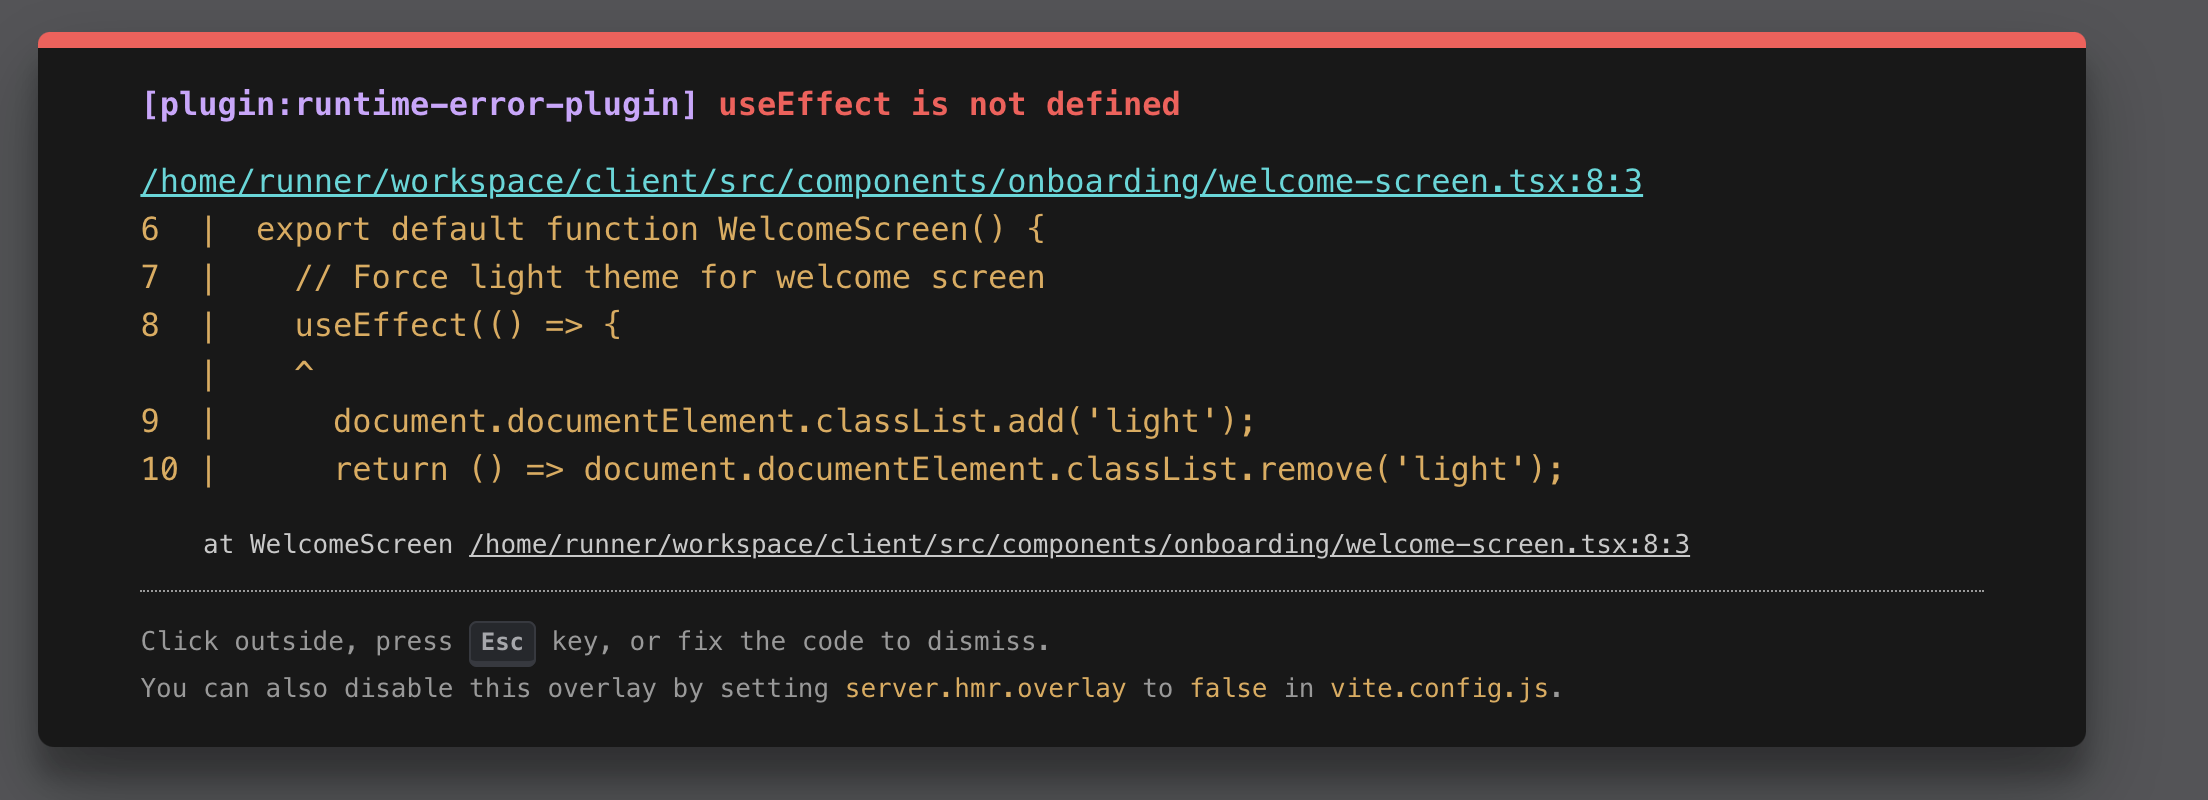 [plugin:runtime-error-plugin] useEffect is not defined
/home/runner/workspace/client/src/components/onboarding/welcome-screen.tsx:8:3
6  |  export default function WelcomeScreen() {
7  |    // Force light theme for welcome screen
8  |    useEffect(() => {
   |    ^
9  |      document.documentElement.classList.add('light');
10 |      return () => document.documentElement.classList.remove('light');
    at WelcomeScreen /home/runner/workspace/client/src/components/onboarding/welcome-screen.tsx:8:3
Click outside, press Esc key, or fix the code to dismiss.
You can also disable this overlay by setting server.hmr.overlay to false in vite.config.js.